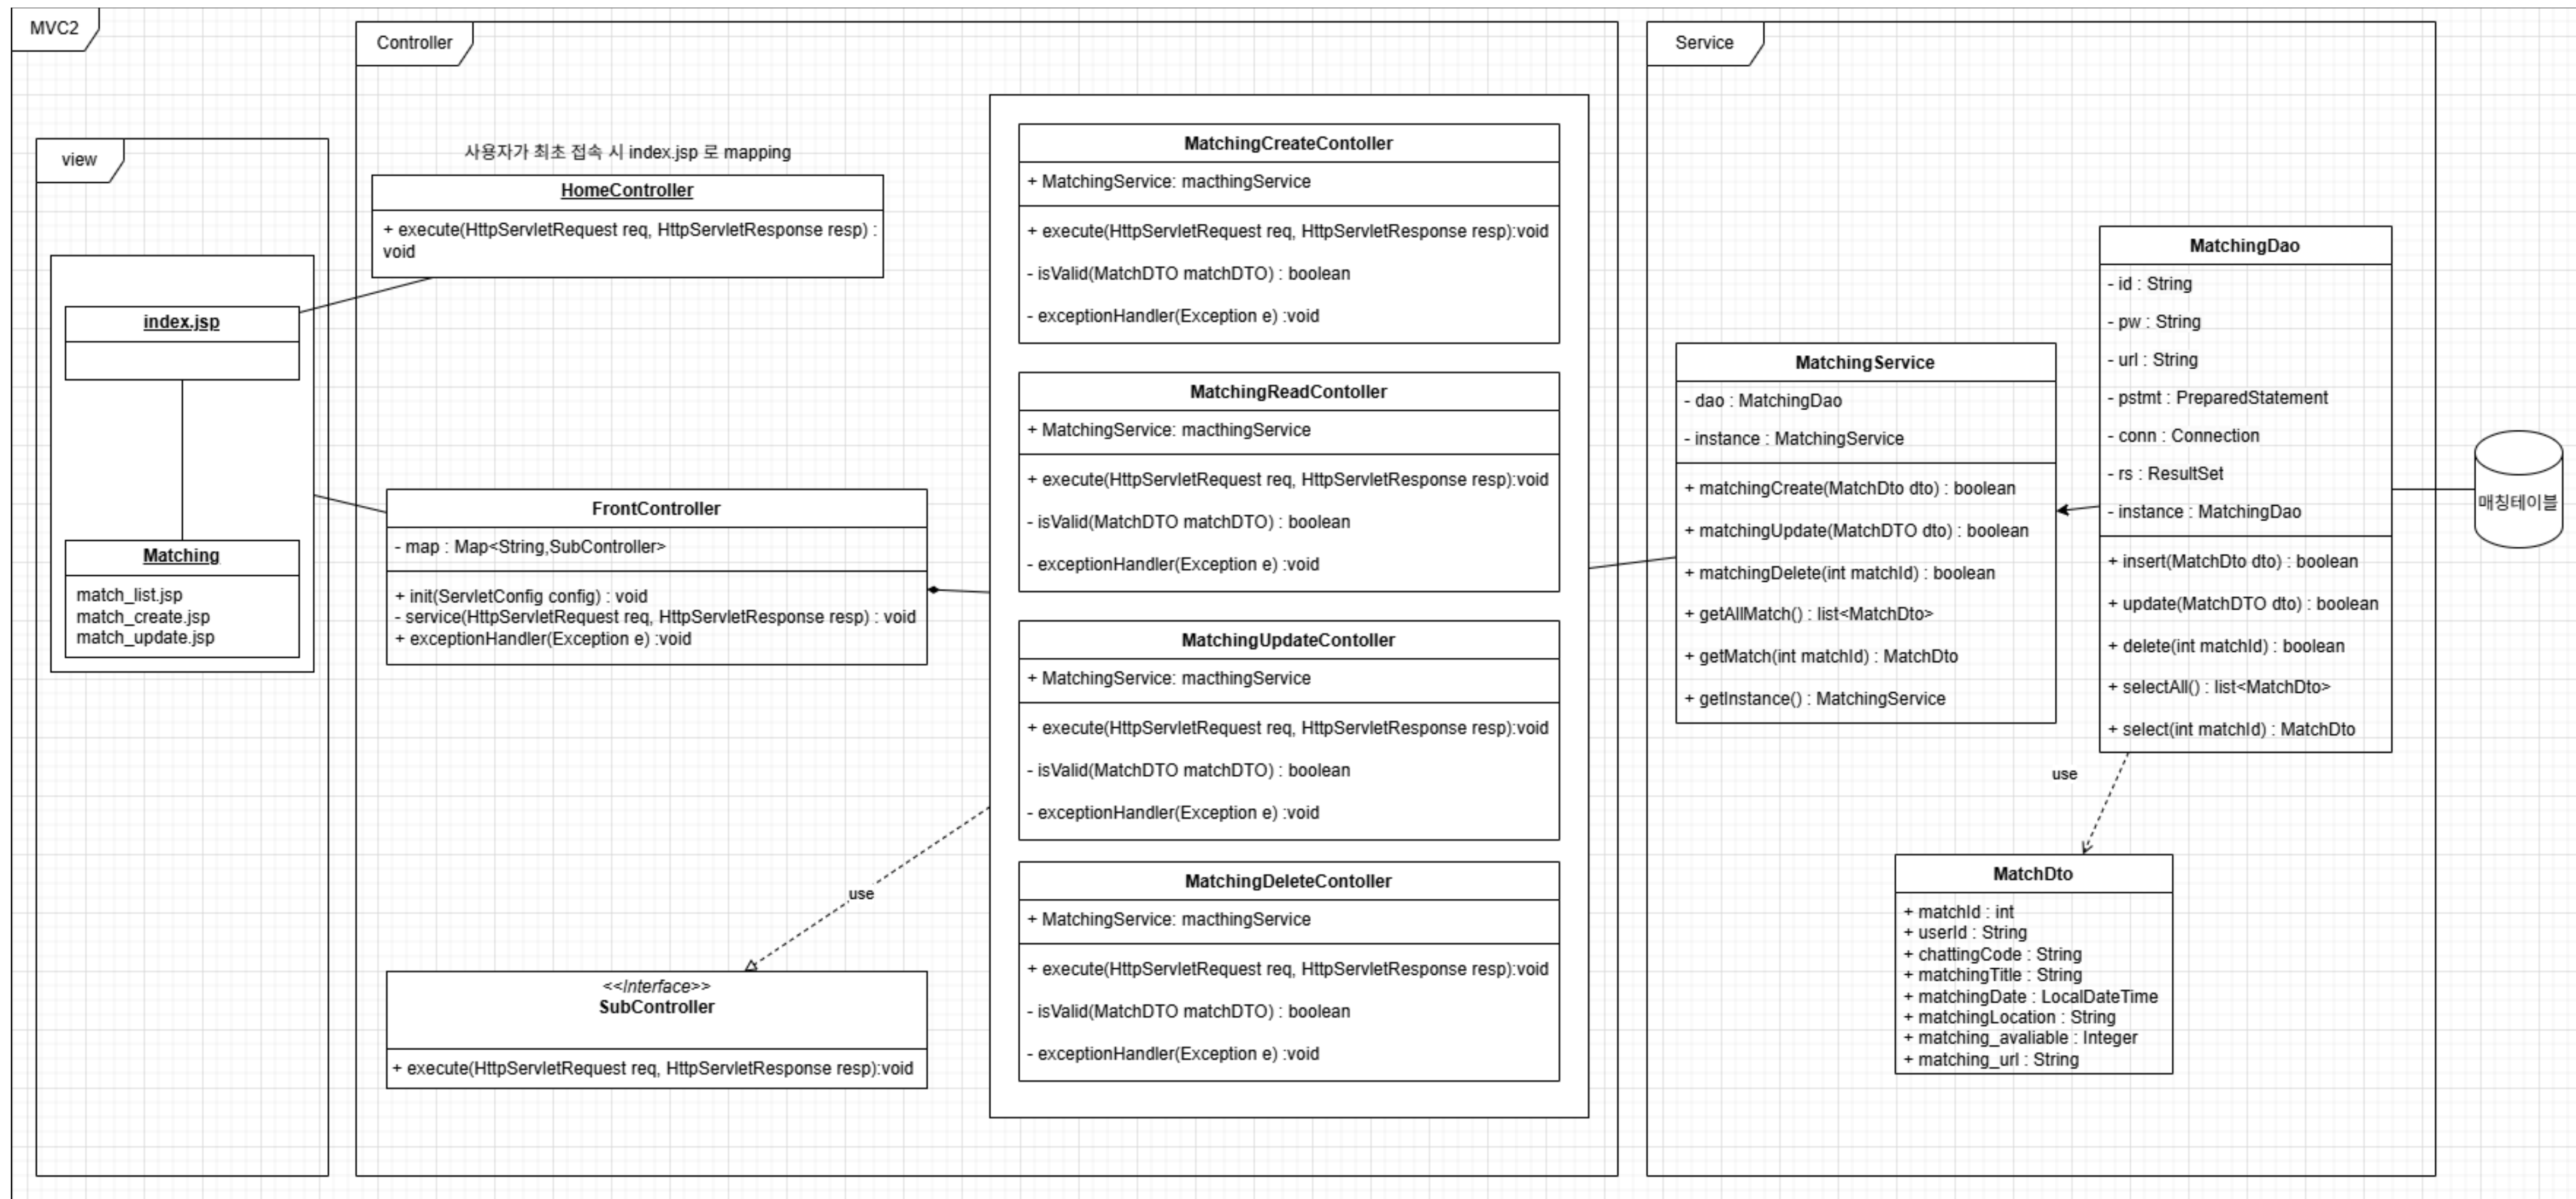 MVC2
view
index.jsp
Matching
match_list.jsp
match_create.jsp
match_update.jsp
Controller
사용자가 최초 접속 시 index.jsp 로 mapping
HomeController
+ execute(HttpServletRequest req, HttpServletResponse resp) :
void
FrontController
- map : Map<String,SubController>
+ init(ServletConfig config) : void
- service(HttpServletRequest req, HttpServletResponse resp) : void
+ exceptionHandler(Exception e) :void
use
<<Interface>>
SubController
+ execute(HttpServletRequest req, HttpServletResponse resp):void
MatchingCreateContoller
+ MatchingService: macthingService
+ execute(HttpServletRequest req, HttpServletResponse resp):void
- isValid(MatchDTO matchDTO) : boolean
- exceptionHandler(Exception e) :void
MatchingReadContoller
+ MatchingService: macthingService
+ execute(HttpServletRequest req, HttpServletResponse resp):void
- isValid(MatchDTO matchDTO) : boolean
- exceptionHandler(Exception e) :void
MatchingUpdateContoller
+ MatchingService: macthingService
+ execute(HttpServletRequest req, HttpServletResponse resp):void
- isValid(MatchDTO matchDTO) : boolean
- exceptionHandler(Exception e) :void
MatchingDeleteContoller
+ MatchingService: macthingService
+ execute(HttpServletRequest req, HttpServletResponse resp):void
- isValid(MatchDTO matchDTO) : boolean
- exceptionHandler(Exception e) :void
Service
MatchingService
- dao : MatchingDao
- instance : MatchingService
+ matchingCreate(MatchDto dto) : boolean
+ matchingUpdate(MatchDTO dto) : boolean
+ matchingDelete(int matchId) : boolean
+ getAllMatch() : list<MatchDto>
+ getMatch(int matchId) : MatchDto
+ getInstance() : MatchingService
MatchingDao
- id : String
- pw : String
- url : String
- pstmt : PreparedStatement
- conn : Connection
- rs : ResultSet
- instance : MatchingDao
+ insert(MatchDto dto) : boolean
+ update(MatchDTO dto) : boolean
+ delete(int matchId) : boolean
+ selectAll() : list<MatchDto>
+ select(int matchId) : MatchDto
use
MatchDto
+ matchId : int
+ userId : String
+ chattingCode : String
+ matchingTitle : String
+ matchingDate : LocalDateTime
+ matchingLocation : String
+ matching_avaliable : Integer
+ matching_url : String
매칭테이블